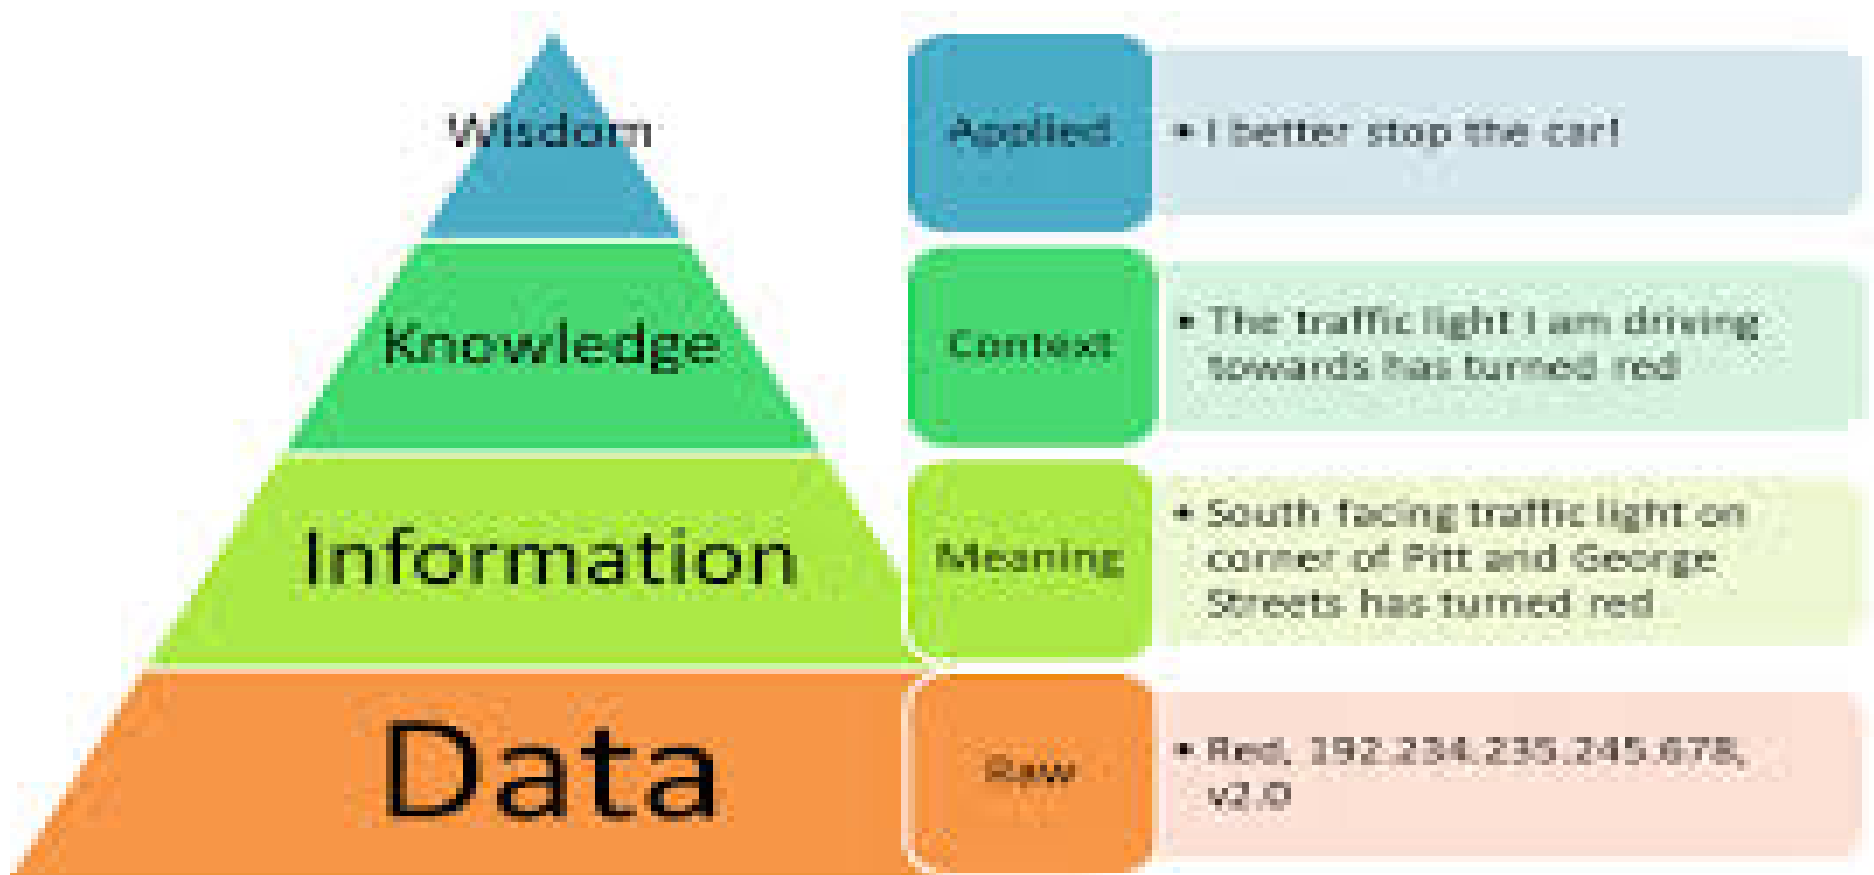 Wisdom
Applied
• I better stop the car!
Knowledge
Context
• The traffic light I am driving
towards has turned red
Information
Meaning
• South facing traffic light on
corner of Pitt and George
Streets has turned red
Data
Raw
• Red, 192.234.235.245.678,
v2.0